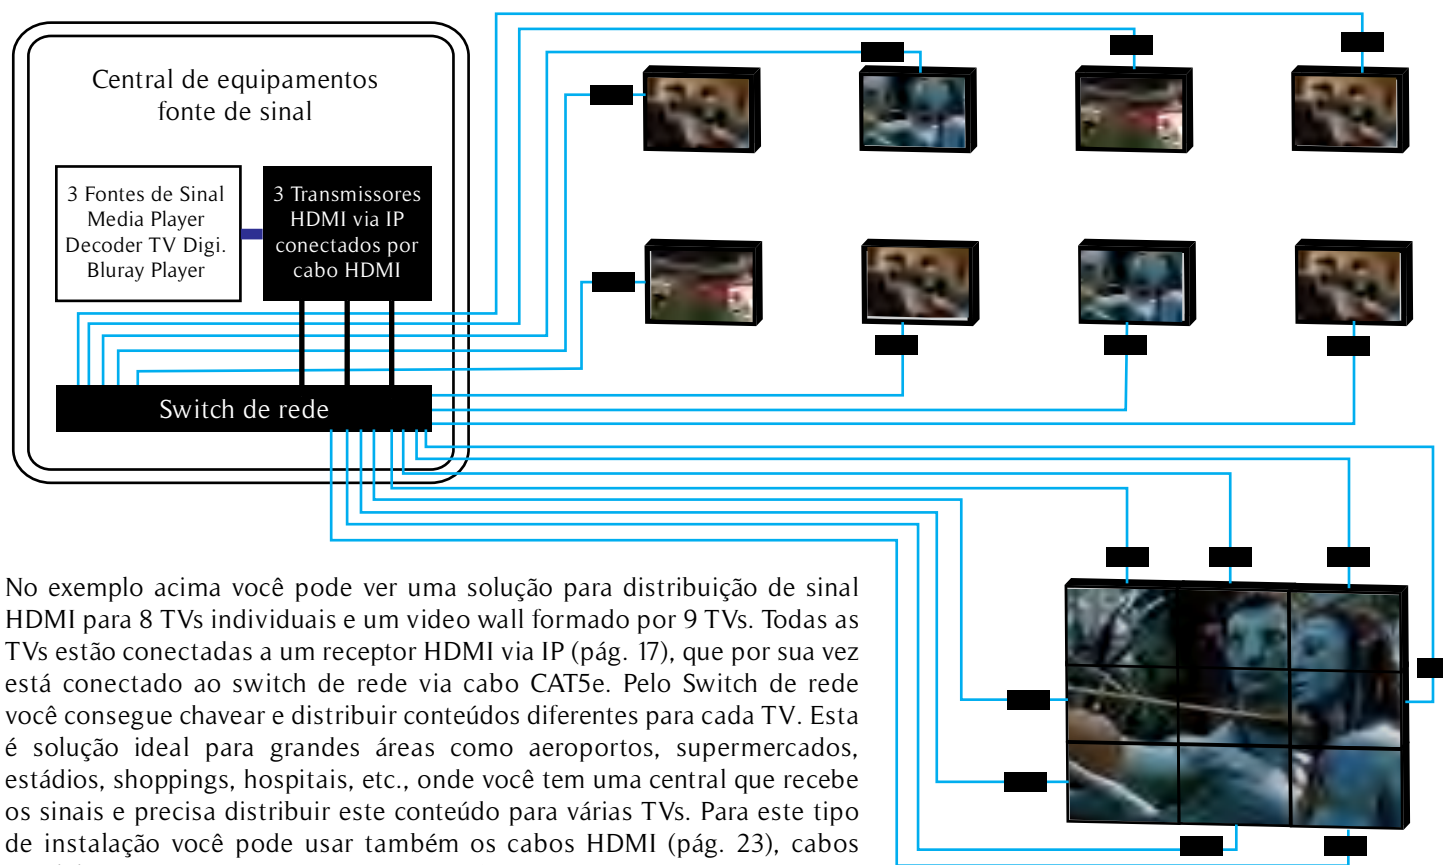 Central de equipamentos
fonte de sinal
3 Fontes de Sinal
Media Player
Decoder TV Digi.
Bluray Player
3 Transmissores
HDMI via IP
conectados por
cabo HDMI
Switch de rede
No exemplo acima você pode ver uma solução para distribuição de sinal
HDMI para 8 TVs individuais e um video wall formado por 9 TVs. Todas as
TVs estão conectadas a um receptor HDMI via IP (pág. 17), que por sua vez
está conectado ao switch de rede via cabo CAT5e. Pelo Switch de rede
você consegue chavear e distribuir conteúdos diferentes para cada TV. Esta
é solução ideal para grandes áreas como aeroportos, supermercados,
estádios, shoppings, hospitais, etc., onde você tem uma central que recebe
os sinais e precisa distribuir este conteúdo para várias TVs. Para este tipo
de instalação você pode usar também os cabos HDMI (pág. 23), cabos